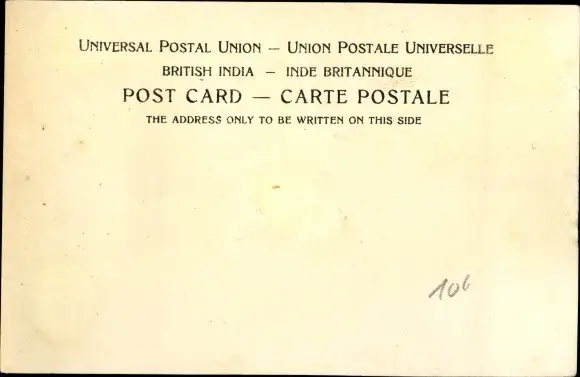 UNIVERSAL POSTAL UNION — UNION POSTALE UNIVERSELLE
BRITISH INDIA — INDE BRITANNIQUE
POST CARD — CARTE POSTALE
THE ADDRESS ONLY TO BE WRITTEN ON THIS SIDE